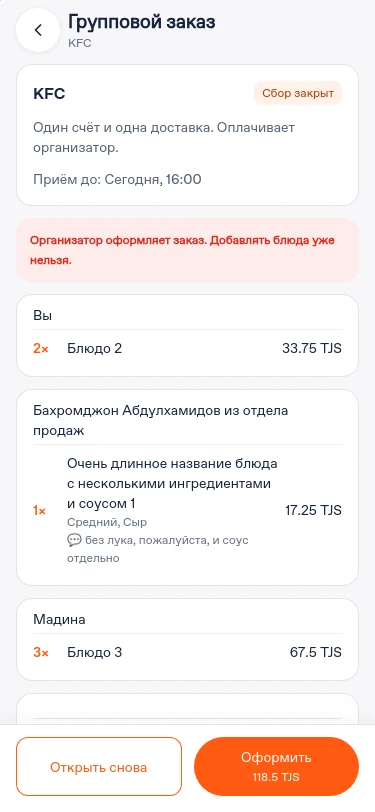 Групповой заказ
KFC
KFC
Сбор закрыт
Один счёт и одна доставка. Оплачивает
организатор.
Приём до: Сегодня, 16:00
Организатор оформляет заказ. Добавлять блюда уже
нельзя.
Вы
2× Блюдо 2 33.75 TJS
Бахромджон Абдулхамидов из отдела
продаж
Очень длинное название блюда
с несколькими ингредиентами
и соусом 1
1× 17.25 TJS
Средний, Сыр
💬 без лука, пожалуйста, и соус
отдельно
Мадина
3× Блюдо 3 67.5 TJS
Открыть снова
Оформить
118.5 TJS